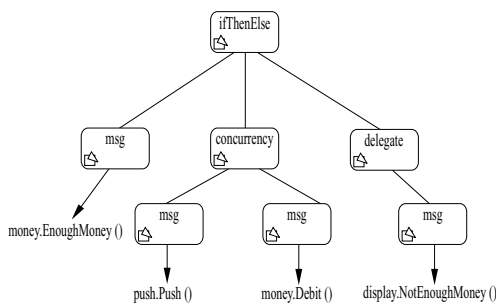 ifThenElse
msg
concurrency
delegate
money.EnoughMoney ()
msg
msg
msg
push.Push ()
money.Debit ()
display.NotEnoughMoney ()